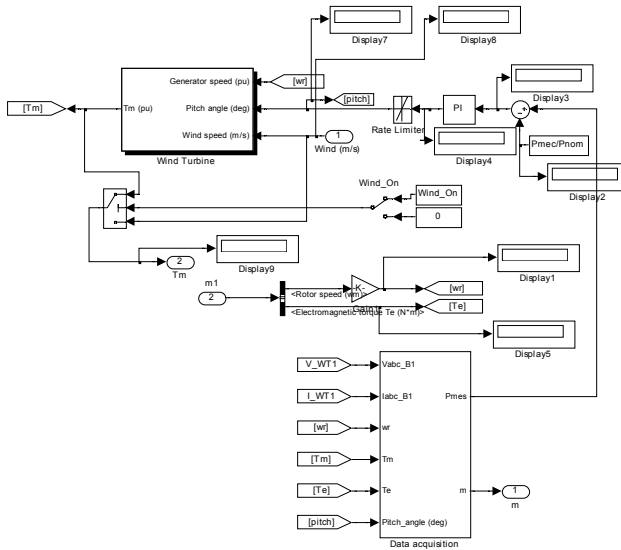 Display7
Display8
Generator speed (pu)
[wr]
Display3
[Tm]
Tm (pu)
Pitch angle (deg)
[pitch]
PI
Rate Limiter
Wind speed (m/s)
1
Wind (m/s)
Display4
Pmec/Pnom
Wind Turbine
Display2
Wind_On
Wind_On
0
2
Tm
Display9
Display1
m1
2
<Rotor speed (wm)>
-K-
Gain1
[wr]
<Electromagnetic torque Te (N*m)>
[Te]
Display5
V_WT1
Vabc_B1
I_WT1
Iabc_B1
Pmes
[wr]
wr
[Tm]
Tm
[Te]
Te
m
1
m
[pitch]
Pitch_angle (deg)
Data acquisition